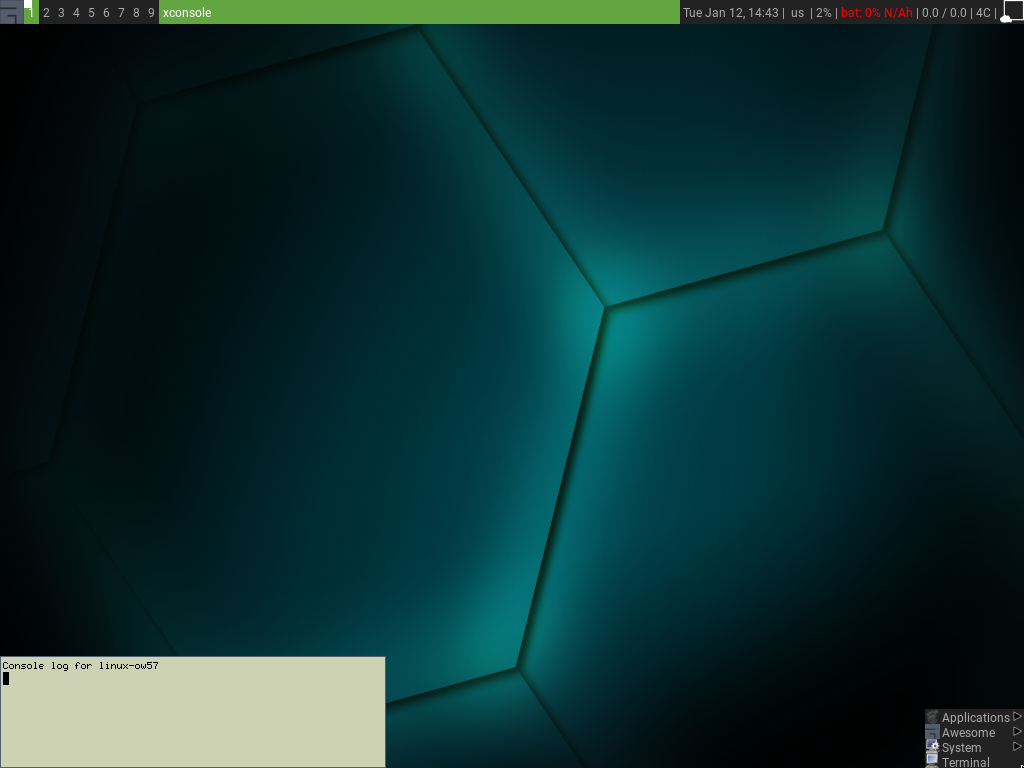 1 2 3 4 5 6 7 8 9 xconsole Tue Jan 12, 14:43 | us | 2% | bat: 0% N/Ah | 0.0 / 0.0 | 4C |
Console log for linux-ow57
Applications
Awesome
System
Terminal